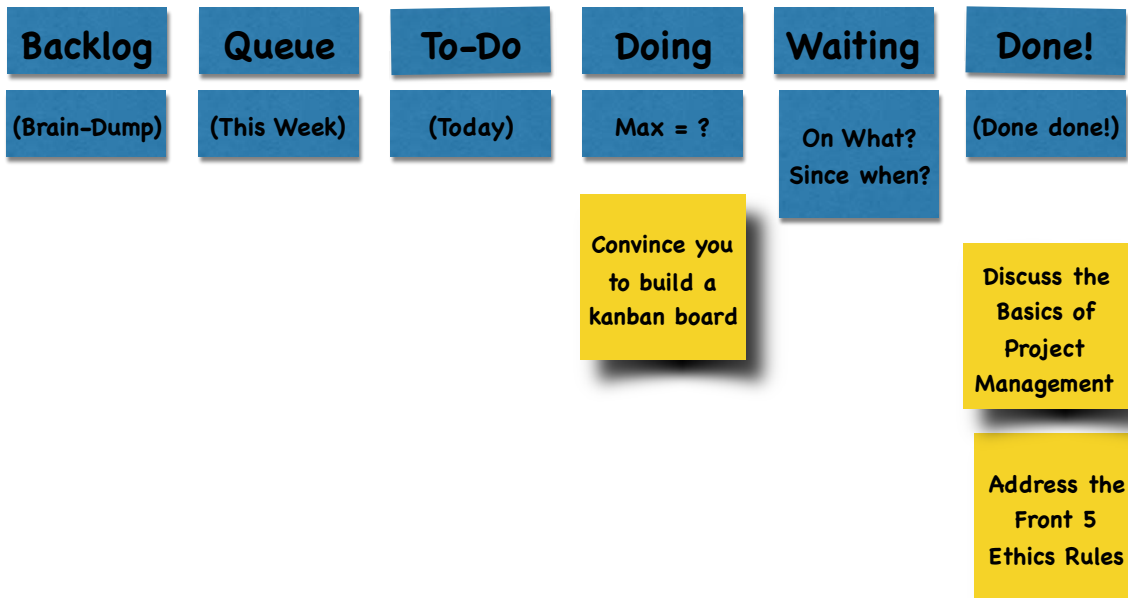 Backlog
Queue
To-Do
Doing
Waiting
Done!
(Brain-Dump)
(This Week)
(Today)
Max = ?
On What?
Since when?
(Done done!)
Convince you
to build a
kanban board
Discuss the
Basics of
Project
Management
Address the
Front 5
Ethics Rules